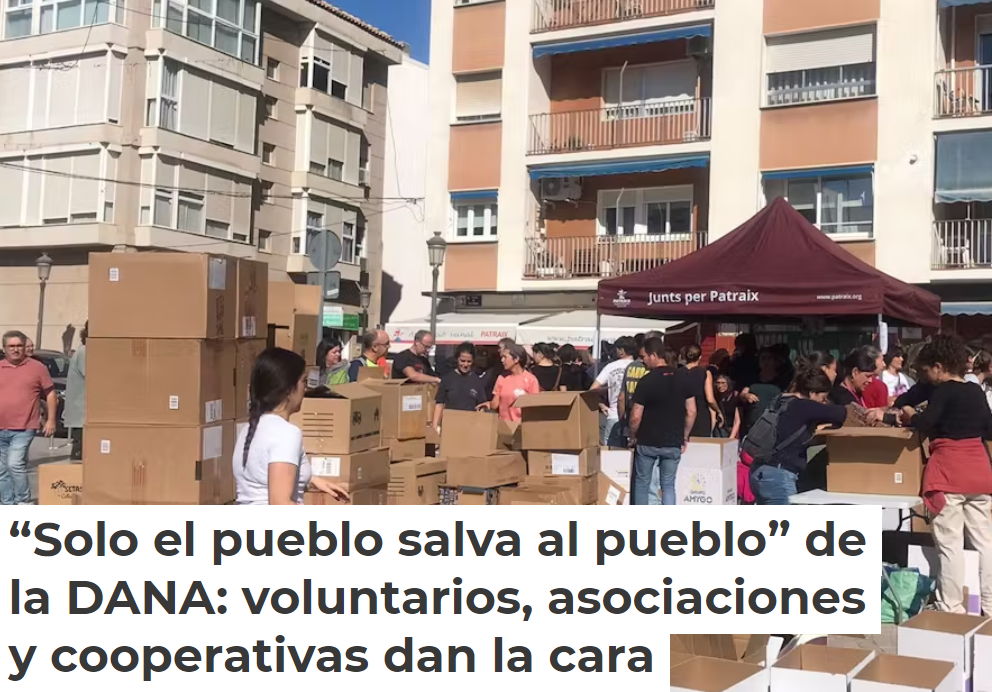 Junts per Patraix
www.patraix.org
PATRAIX
“Solo el pueblo salva al pueblo” de
la DANA: voluntarios, asociaciones
y cooperativas dan la cara